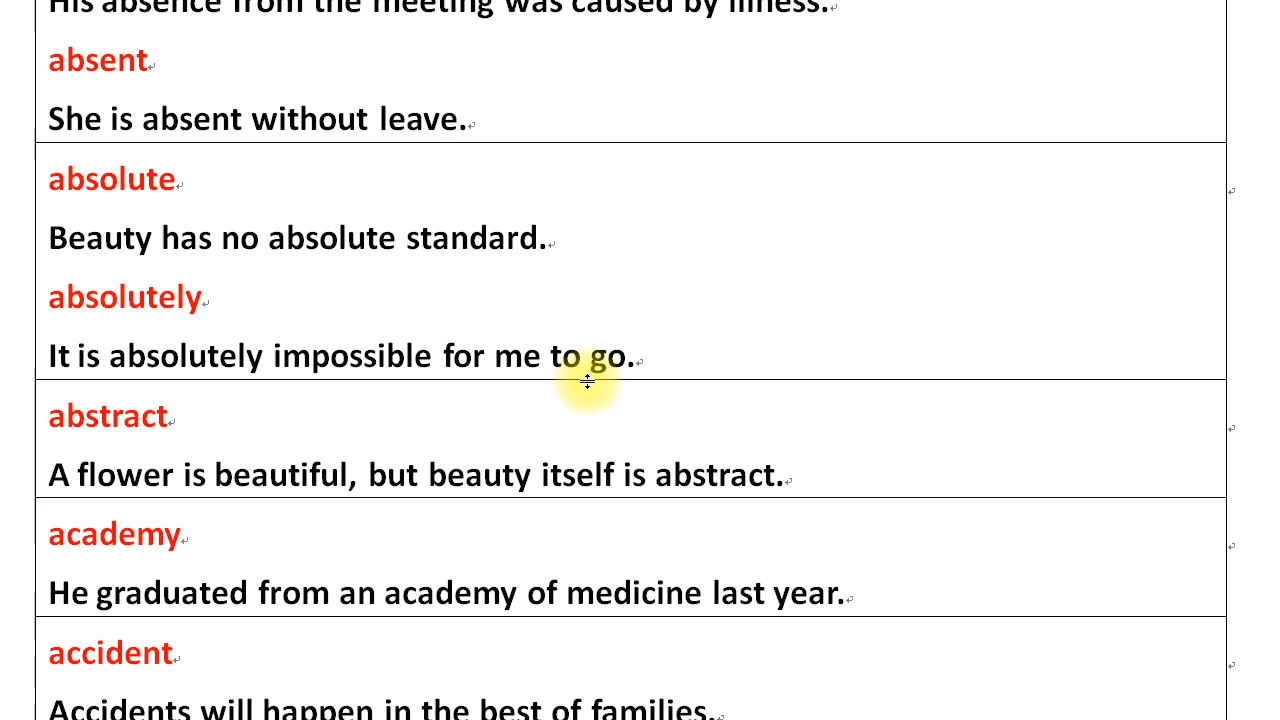 His absence from the meeting was caused by illness.
absent
She is absent without leave.
absolute
Beauty has no absolute standard.
absolutely
It is absolutely impossible for me to go.
abstract
A flower is beautiful, but beauty itself is abstract.
academy
He graduated from an academy of medicine last year.
accident
Accidents will happen in the best of families.